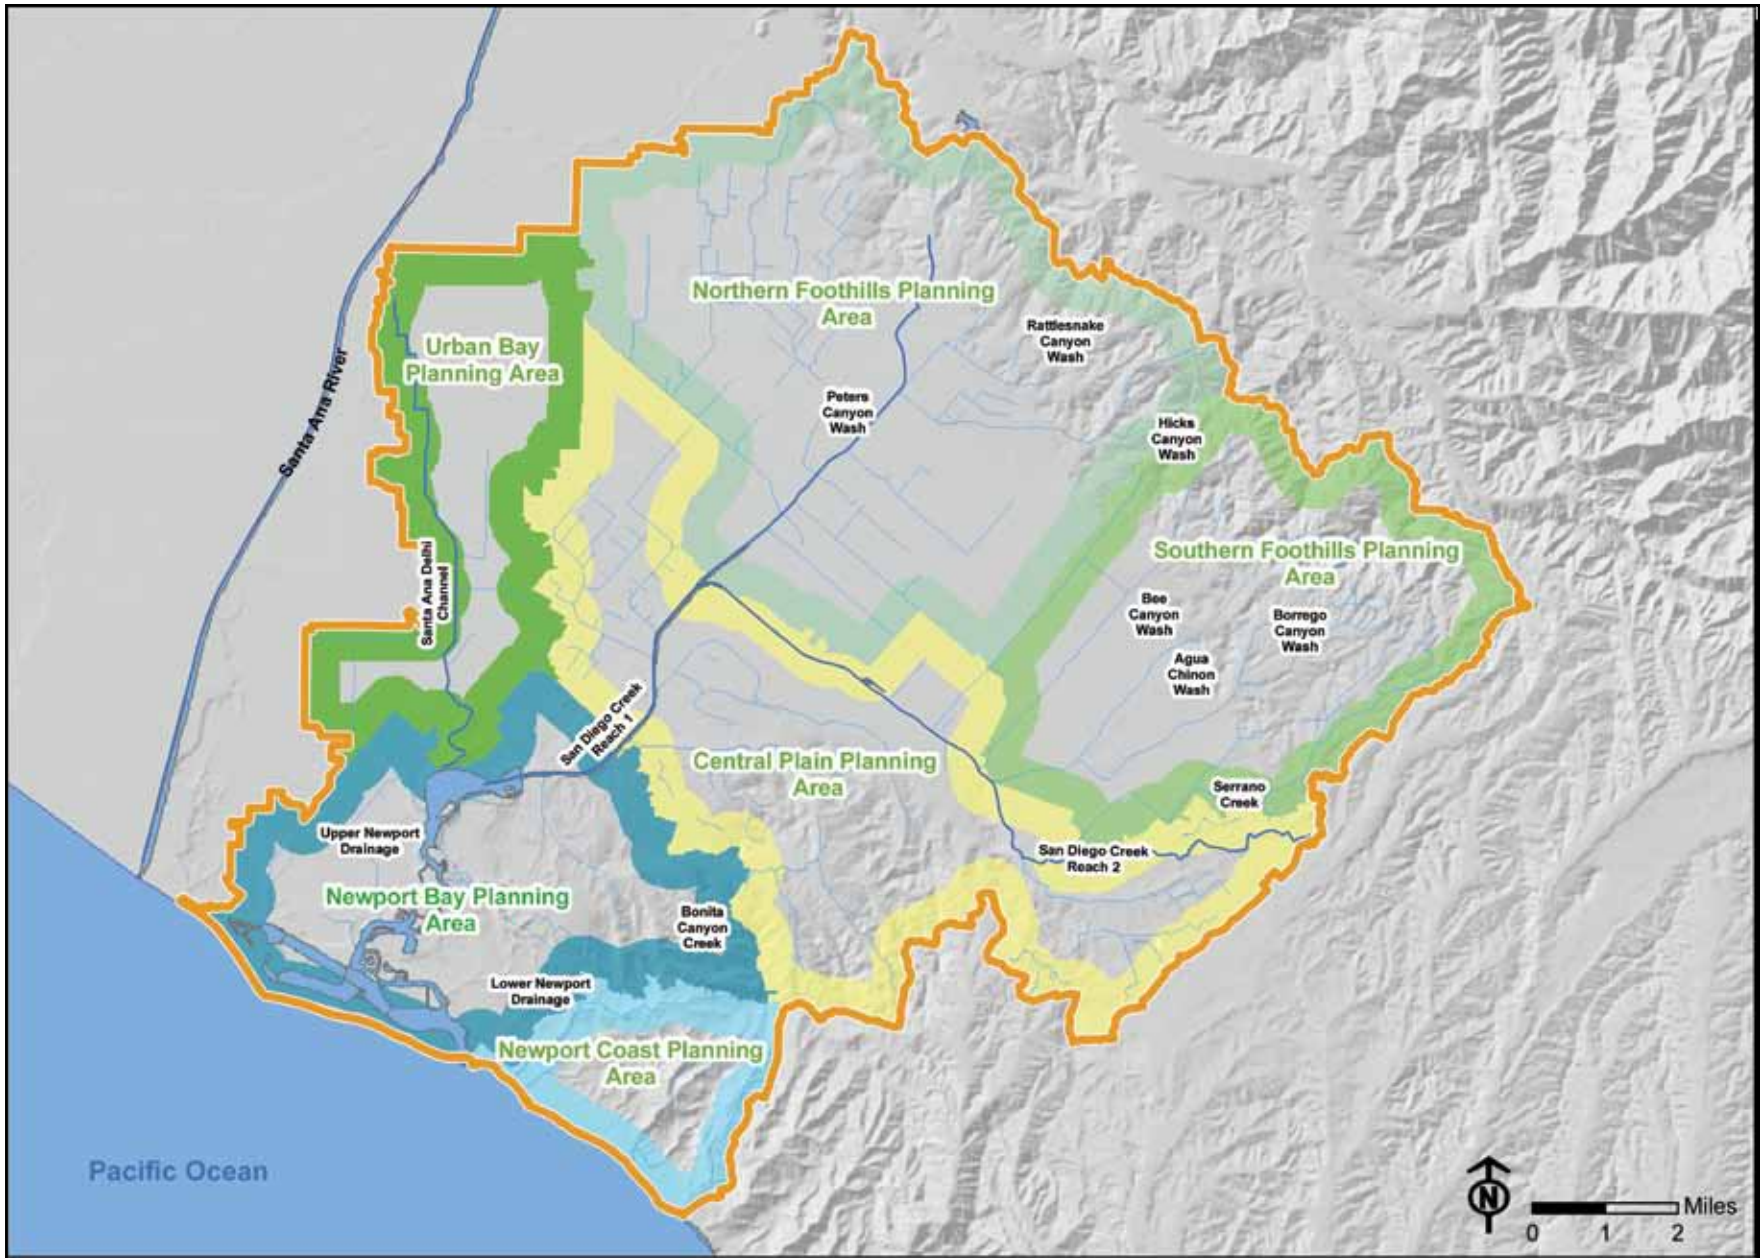 Northern Foothills Planning
Area
Rattlesnake
Canyon
Wash
Urban Bay
Planning Area
Santa Ana River
Peters
Canyon
Wash
Hicks
Canyon
Wash
Southern Foothills Planning
Area
Santa Ana Delhi
Channel
Bee
Canyon
Wash
Borrego
Canyon
Wash
Agua
Chinon
Wash
San Diego Creek
Reach 1
Central Plain Planning
Area
Serrano
Creek
Upper Newport
Drainage
San Diego Creek
Reach 2
Newport Bay Planning
Area
Bonita
Canyon
Creek
Lower Newport
Drainage
Newport Coast Planning
Area
Pacific Ocean
N
Miles
0 1 2